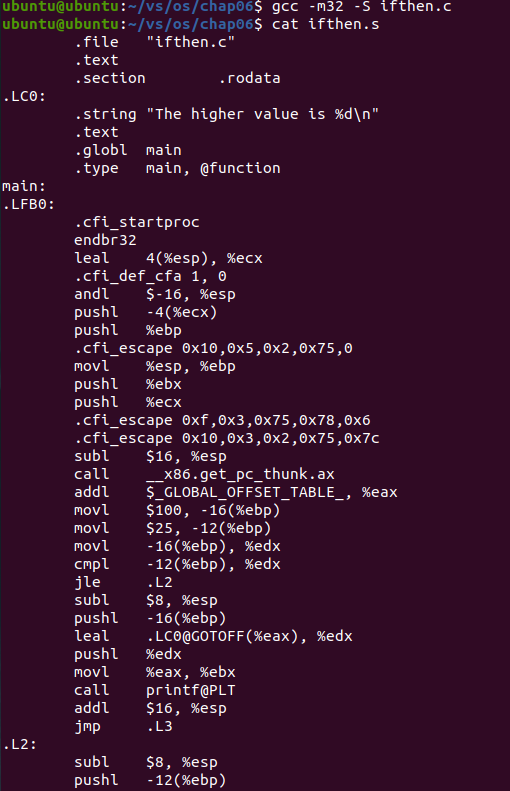 ubuntu@ubuntu:~/vs/os/chap06$ gcc -m32 -S ifthen.c
ubuntu@ubuntu:~/vs/os/chap06$ cat ifthen.s
.file "ifthen.c"
.text
.section .rodata
.LC0:
.string "The higher value is %d\n"
.text
.globl main
.type main, @function
main:
.LFB0:
.cfi_startproc
endbr32
leal 4(%esp), %ecx
.cfi_def_cfa 1, 0
andl $-16, %esp
pushl -4(%ecx)
pushl %ebp
.cfi_escape 0x10,0x5,0x2,0x75,0
movl %esp, %ebp
pushl %ebx
pushl %ecx
.cfi_escape 0xf,0x3,0x75,0x78,0x6
.cfi_escape 0x10,0x3,0x2,0x75,0x7c
subl $16, %esp
call __x86.get_pc_thunk.ax
addl $_GLOBAL_OFFSET_TABLE_, %eax
movl $100, -16(%ebp)
movl $25, -12(%ebp)
movl -16(%ebp), %edx
cmpl -12(%ebp), %edx
jle .L2
subl $8, %esp
pushl -16(%ebp)
leal .LC0@GOTOFF(%eax), %edx
pushl %edx
movl %eax, %ebx
call printf@PLT
addl $16, %esp
jmp .L3
.L2:
subl $8, %esp
pushl -12(%ebp)